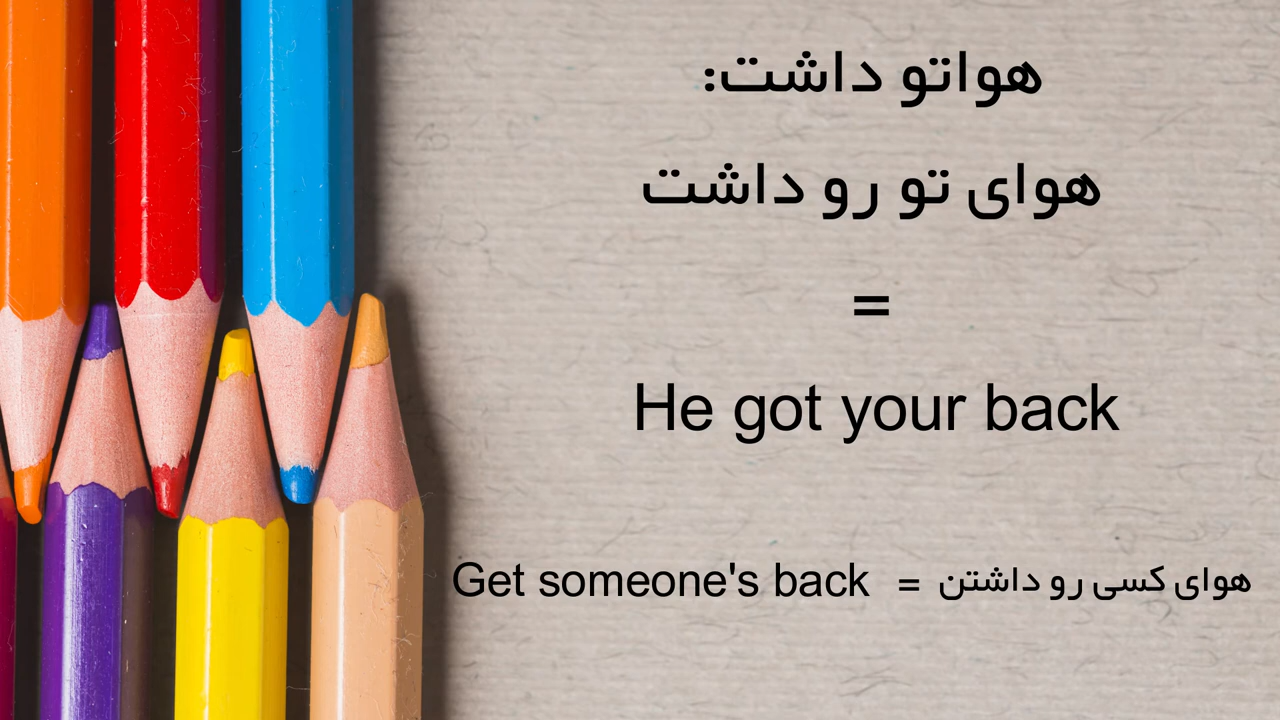 هواتو داشت:
هوای تو رو داشت
=
He got your back
Get someone's back = هوای کسی رو داشتن